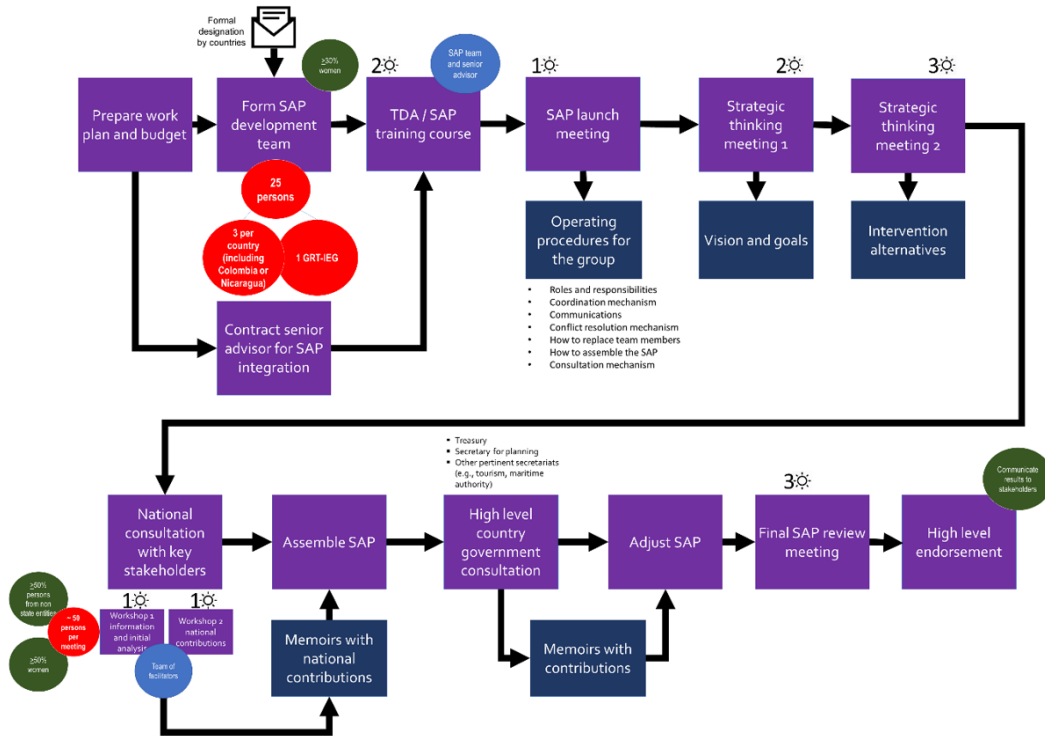 Formal
designation
by countries
≥30%
women
2
SAP team
and senior
advisor
1
2
3
Prepare work
plan and budget
Form SAP
development
team
TDA / SAP
training course
SAP launch
meeting
Strategic
thinking
meeting 1
Strategic
thinking
meeting 2
25
persons
3 per
country
(including
Colombia or
Nicaragua)
1 GRT-IEG
Operating
procedures for
the group
Vision and goals
Intervention
alternatives
• Roles and responsibilities
• Coordination mechanism
• Communications
• Conflict resolution mechanism
• How to replace team members
• How to assemble the SAP
• Consultation mechanism
Contract senior
advisor for SAP
integration
▪ Treasury
▪ Secretary for planning
▪ Other pertinent secretariats
(e.g., tourism, maritime
authority)
3
Communicate
results to
stakeholders
National
consultation
with key
stakeholders
Assemble SAP
High level
country
government
consultation
Adjust SAP
Final SAP review
meeting
High level
endorsement
≥50%
persons
from non
state entities
~ 50
persons
per
meeting
≥50%
women
1
1
Workshop 1
information
and initial
analysis
Workshop 2
national
contributions
Team of
facilitators
Memoirs with
national
contributions
Memoirs with
contributions